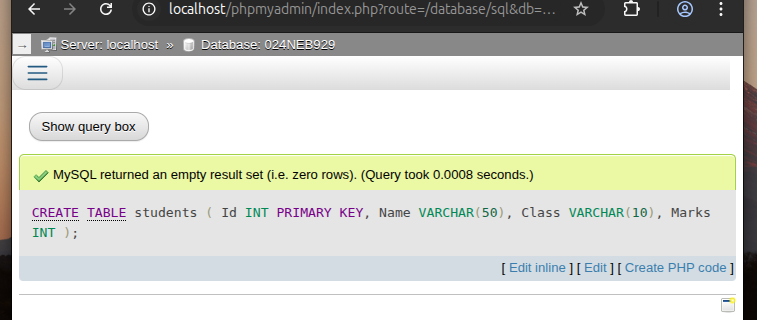 localhost/phpmyadmin/index.php?route=/database/sql&db=...
Server: localhost » Database: 024NEB929
Show query box
MySQL returned an empty result set (i.e. zero rows). (Query took 0.0008 seconds.)
CREATE TABLE students ( Id INT PRIMARY KEY, Name VARCHAR(50), Class VARCHAR(10), Marks
INT );
[ Edit inline ] [ Edit ] [ Create PHP code ]